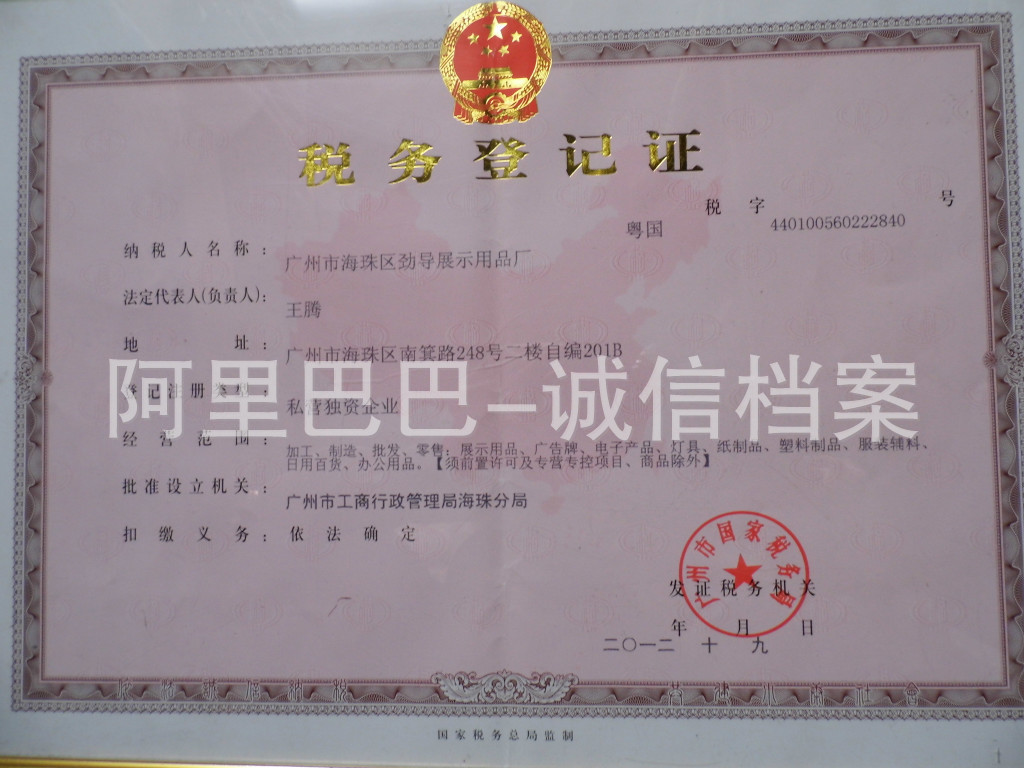 税务登记证
税字 号
粤国 440100560222840
纳税人名称: 广州市海珠区劲导展示用品厂
法定代表人(负责人): 王腾
地址: 广州市海珠区南箕路248号二楼自编201B
阿里巴巴-诚信档案
登记注册类型: 私营独资企业
经营范围: 加工、制造、批发、零售:展示用品、广告牌、电子产品、灯具、纸制品、塑料制品、服装辅料、
日用百货、办公用品。【须前置许可及专营专控项目、商品除外】
批准设立机关: 广州市工商行政管理局海珠分局
扣缴义务: 依法确定
广州市国家税务局
发证税务机关
年 月 日
二〇一二 十 九
国家税务总局监制